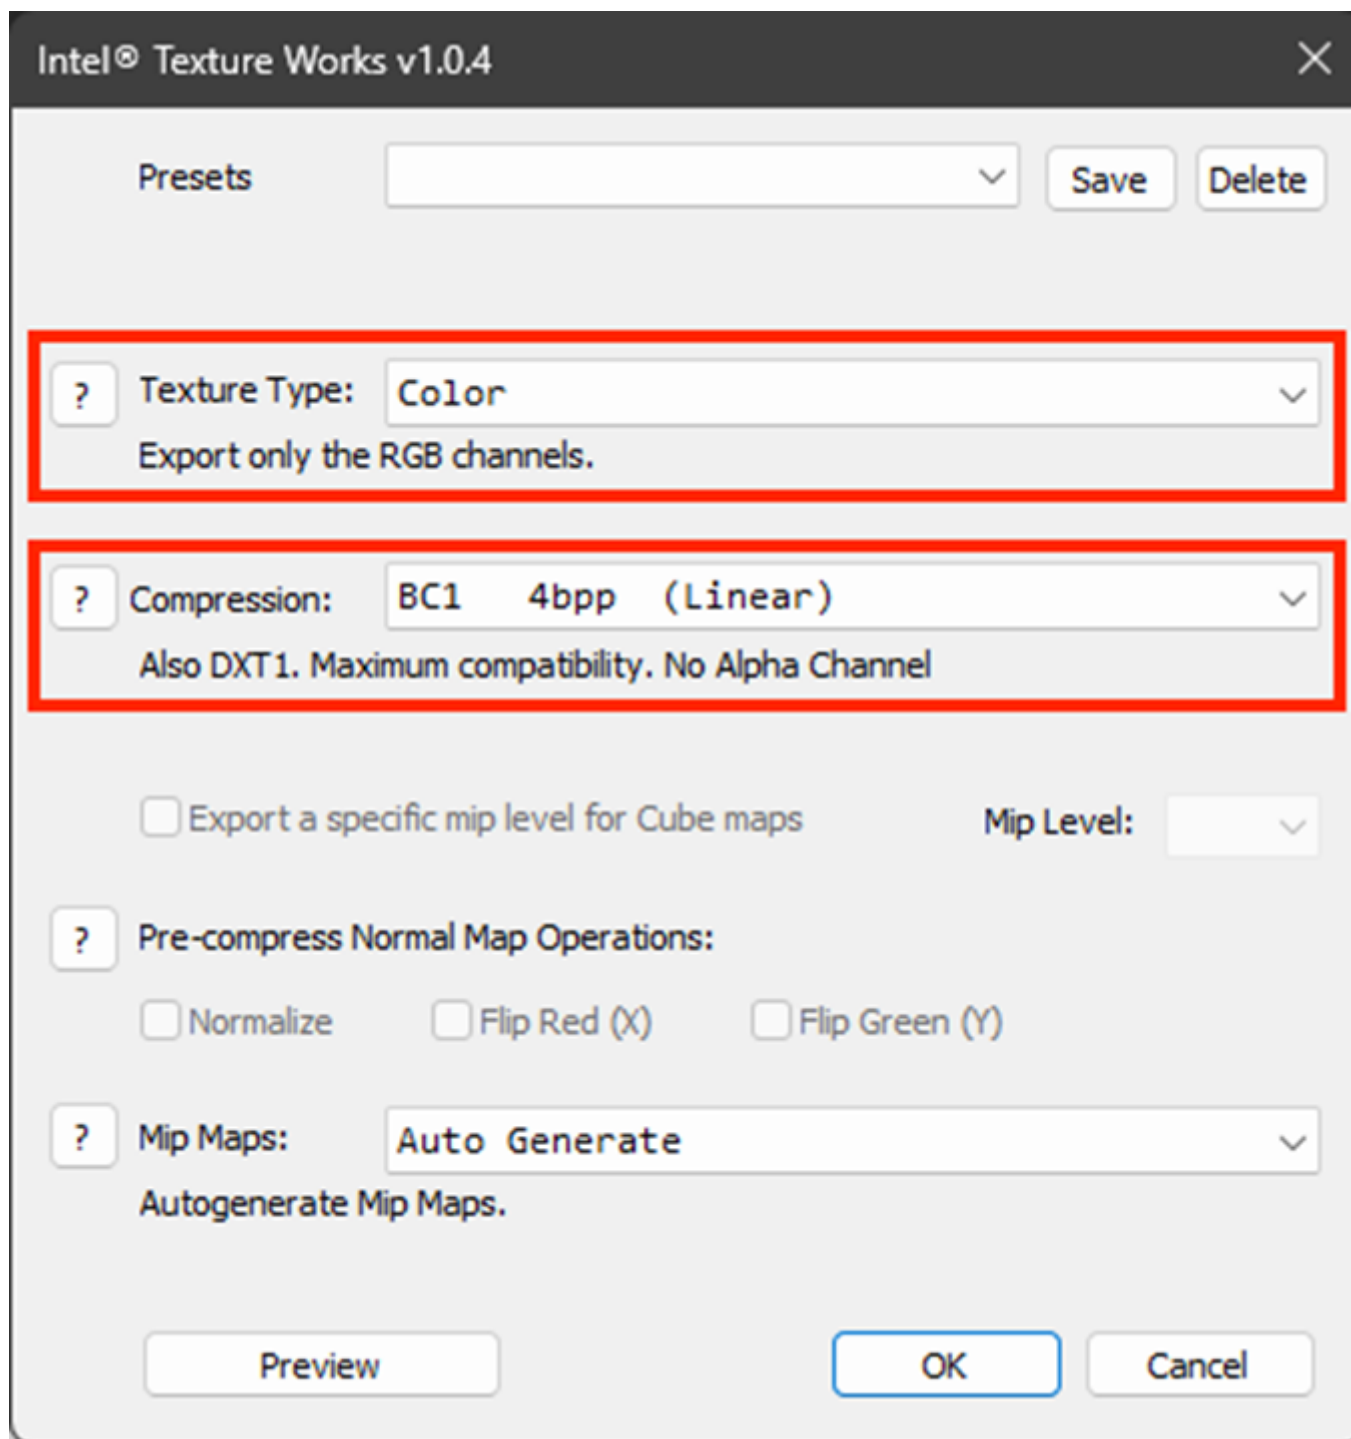 Intel® Texture Works v1.0.4
Presets Save Delete
? Texture Type: Color
Export only the RGB channels.
? Compression: BC1 4bpp (Linear)
Also DXT1. Maximum compatibility. No Alpha Channel
Export a specific mip level for Cube maps Mip Level:
? Pre-compress Normal Map Operations:
Normalize Flip Red (X) Flip Green (Y)
? Mip Maps: Auto Generate
Autogenerate Mip Maps.
Preview OK Cancel